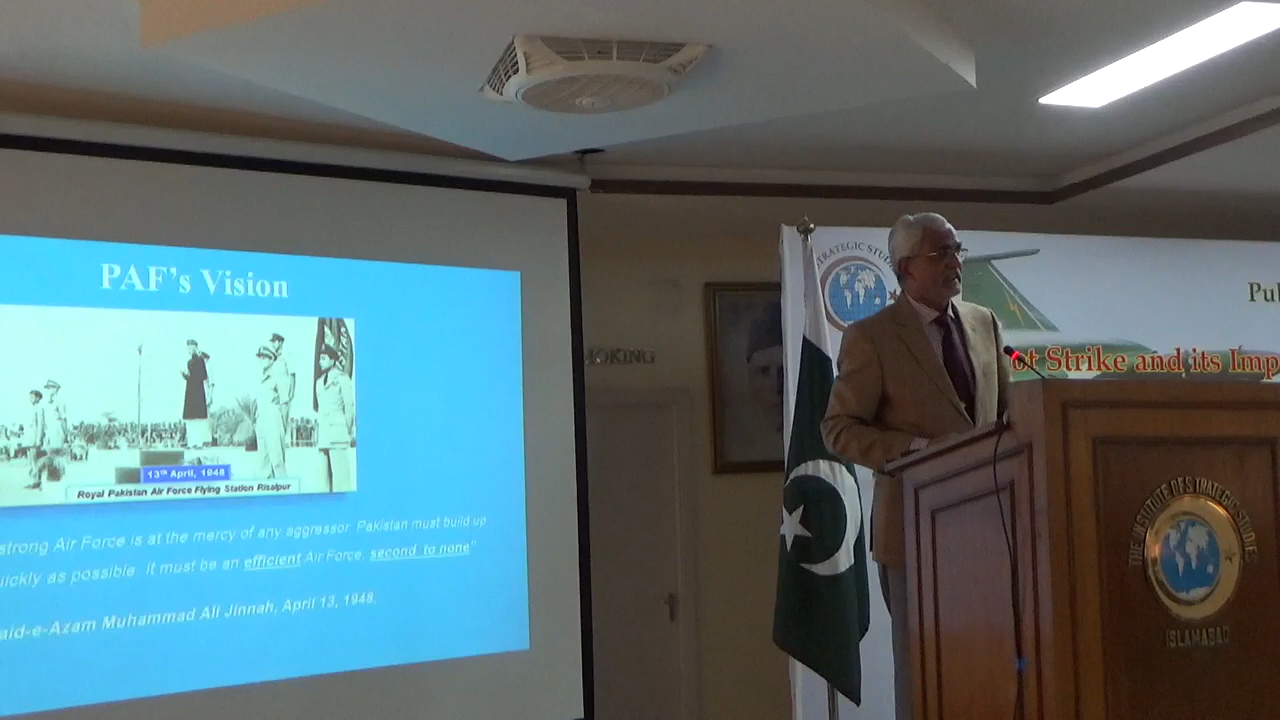 PAF's Vision
13th April, 1948
Royal Pakistan Air Force Flying Station Risalpur
strong Air Force is at the mercy of any aggressor. Pakistan must build up
uickly as possible. It must be an efficient Air Force, second to none"
aid-e-Azam Muhammad Ali Jinnah, April 13, 1948.
MOKING
TRATEGIC STUDI
Pul
ot Strike and its Imp
THE INSTITUTE OF STRATEGIC STUDIES
ISLAMABAD